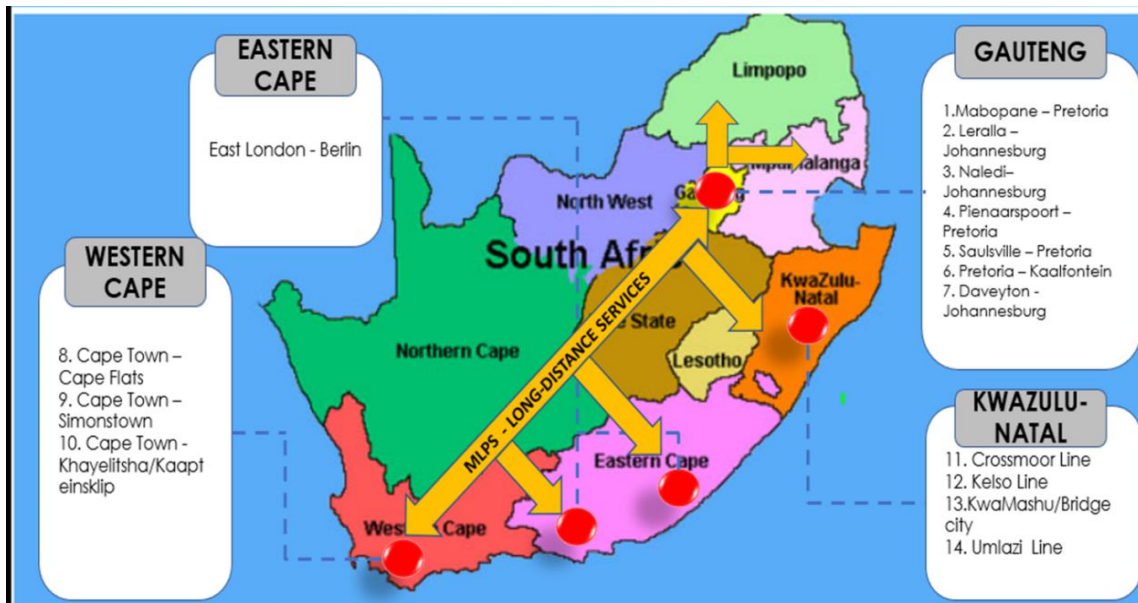 EASTERN
CAPE
East London - Berlin
WESTERN
CAPE
8. Cape Town –
Cape Flats
9. Cape Town –
Simonstown
10. Cape Town -
Khayelitsha/Kaapt
einsklip
GAUTENG
1.Mabopane – Pretoria
2. Leralla –
Johannesburg
3. Naledi–
Johannesburg
4. Pienaarspoort –
Pretoria
5. Saulsville – Pretoria
6. Pretoria – Kaalfontein
7. Daveyton -
Johannesburg
KWAZULU-
NATAL
11. Crossmoor Line
12. Kelso Line
13.KwaMashu/Bridge
city
14. Umlazi Line
Limpopo
North West
South Afri
KwaZulu-
Natal
State
Lesotho
Northern Cape
MLPS - LONG-DISTANCE SERVICES
Eastern Cape
Cape